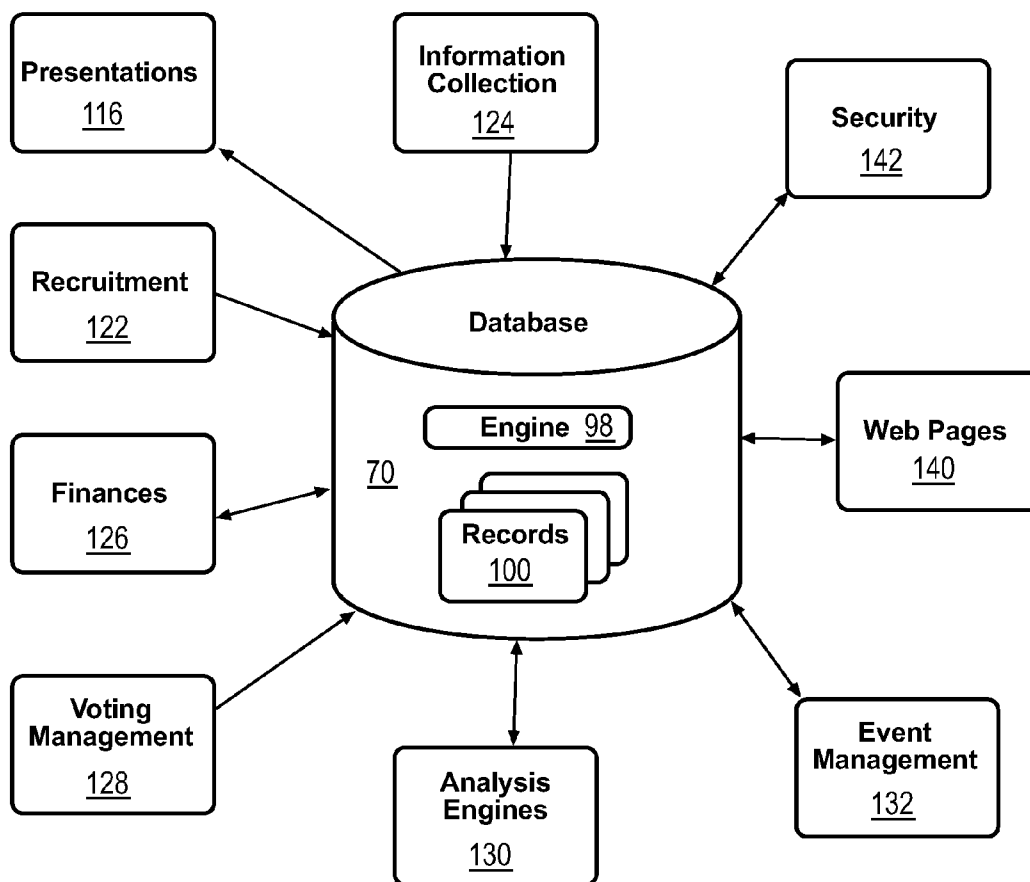 Presentations
116
Information
Collection
124
Security
142
Recruitment
122
Database
Engine 98
70
Records
100
Web Pages
140
Finances
126
Voting
Management
128
Analysis
Engines
130
Event
Management
132